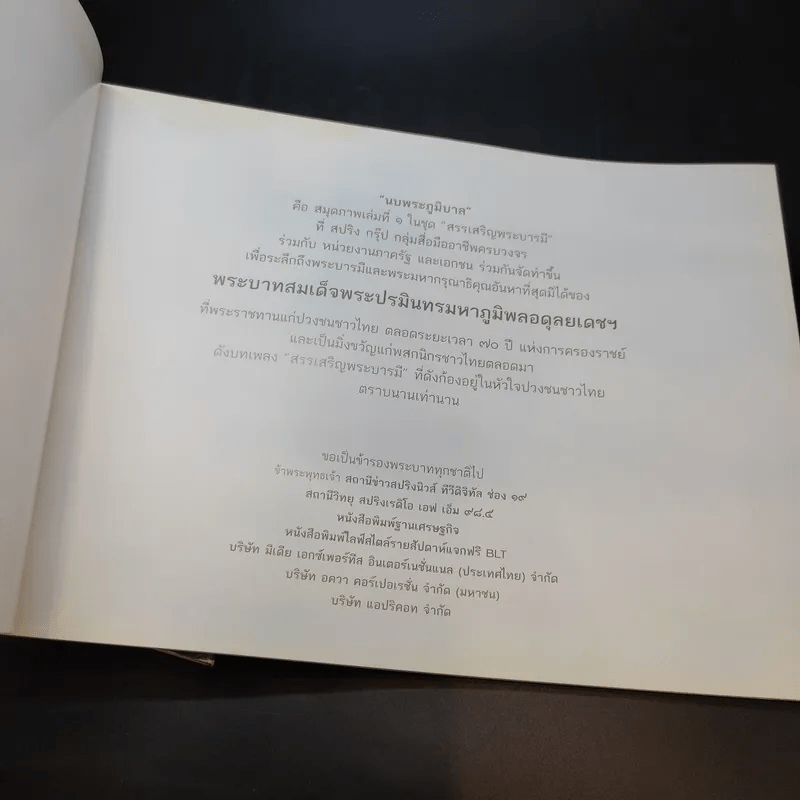 "นบพระภูมิบาล"
คือ สมุดภาพเล่มที่ ๑ ในชุด "สรรเสริญพระบารมี"
ที่ สปริง กรุ๊ป กลุ่มสื่อมืออาชีพครบวงจร
ร่วมกับ หน่วยงานภาครัฐ และเอกชน ร่วมกันจัดทำขึ้น
เพื่อระลึกถึงพระบารมีและพระมหากรุณาธิคุณอันหาที่สุดมิได้ของ
พระบาทสมเด็จพระปรมินทรมหาภูมิพลอดุลยเดชฯ
ที่พระราชทานแก่ปวงชนชาวไทย ตลอดระยะเวลา ๗๐ ปี แห่งการครองราชย์
และเป็นมิ่งขวัญแก่พสกนิกรชาวไทยตลอดมา
ดังบทเพลง "สรรเสริญพระบารมี" ที่ดังก้องอยู่ในหัวใจปวงชนชาวไทย
ตราบนานเท่านาน
ขอเป็นข้ารองพระบาททุกชาติไป
ข้าพระพุทธเจ้า สถานีข่าวสปริงนิวส์ ทีวีดิจิทัล ช่อง ๑๙
สถานีวิทยุ สปริงเรดิโอ เอฟ เอ็ม ๙๘.๕
หนังสือพิมพ์ฐานเศรษฐกิจ
หนังสือพิมพ์ไลฟ์สไตล์รายสัปดาห์แจกฟรี BLT
บริษัท มีเดีย เอกซ์เพอร์ทีส อินเตอร์เนชั่นแนล (ประเทศไทย) จำกัด
บริษัท อควา คอร์เปอเรชั่น จำกัด (มหาชน)
บริษัท แอปริคอท จำกัด